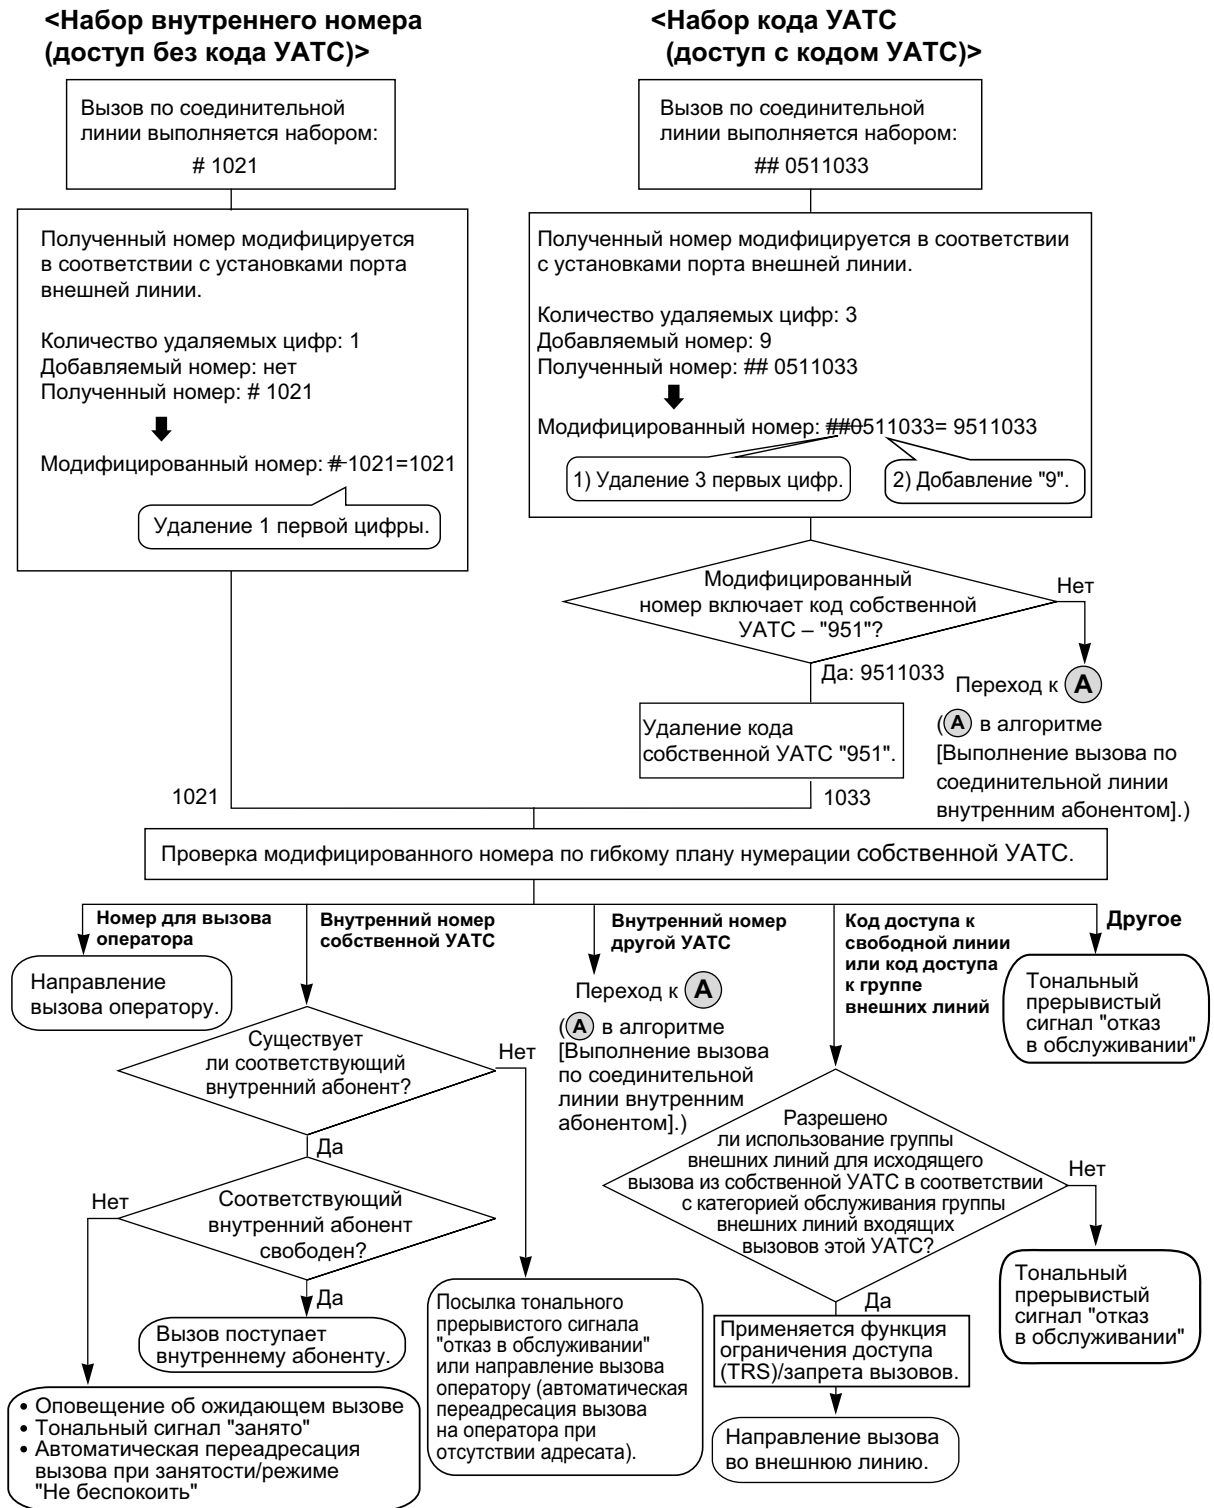 <Набор внутреннего номера
(доступ без кода УАТС)>
Вызов по соединительной
линии выполняется набором:
# 1021
Полученный номер модифицируется
в соответствии с установками порта
внешней линии.
Количество удаляемых цифр: 1
Добавляемый номер: нет
Полученный номер: # 1021
Модифицированный номер: # 1021=1021
Удаление 1 первой цифры.
<Набор кода УАТС
(доступ с кодом УАТС)>
Вызов по соединительной
линии выполняется набором:
## 0511033
Полученный номер модифицируется в соответствии
с установками порта внешней линии.
Количество удаляемых цифр: 3
Добавляемый номер: 9
Полученный номер: ## 0511033
Модифицированный номер: ##0511033= 9511033
1) Удаление 3 первых цифр.
2) Добавление "9".
Модифицированный
номер включает код собственной
УАТС – "951"?
Нет
Да: 9511033
Переход к A
(A в алгоритме
[Выполнение вызова по
соединительной линии
внутренним абонентом].)
Удаление кода
собственной УАТС "951".
1021
1033
Проверка модифицированного номера по гибкому плану нумерации собственной УАТС.
Номер для вызова
оператора
Направление
вызова оператору.
Внутренний номер
собственной УАТС
Существует
ли соответствующий
внутренний абонент?
Нет
Да
Соответствующий
внутренний абонент
свободен?
Нет
Да
Вызов поступает
внутреннему абоненту.
• Оповещение об ожидающем вызове
• Тональный сигнал "занято"
• Автоматическая переадресация
вызова при занятости/режиме
"Не беспокоить"
Посылка тонального
прерывистого сигнала
"отказ в обслуживании"
или направление вызова
оператору (автоматическая
переадресация вызова
на оператора при
отсутствии адресата).
Внутренний номер
другой УАТС
Переход к A
(A в алгоритме
[Выполнение вызова
по соединительной
линии внутренним
абонентом].)
Код доступа к
свободной линии
или код доступа
к группе
внешних линий
Разрешено
ли использование группы
внешних линий для исходящего
вызова из собственной УАТС в соответствии
с категорией обслуживания группы
внешних линий входящих
вызовов этой УАТС?
Нет
Да
Применяется функция
ограничения доступа
(TRS)/запрета вызовов.
Направление вызова
во внешнюю линию.
Тональный
прерывистый
сигнал "отказ
в обслуживании"
Другое
Тональный
прерывистый
сигнал "отказ
в обслуживании"